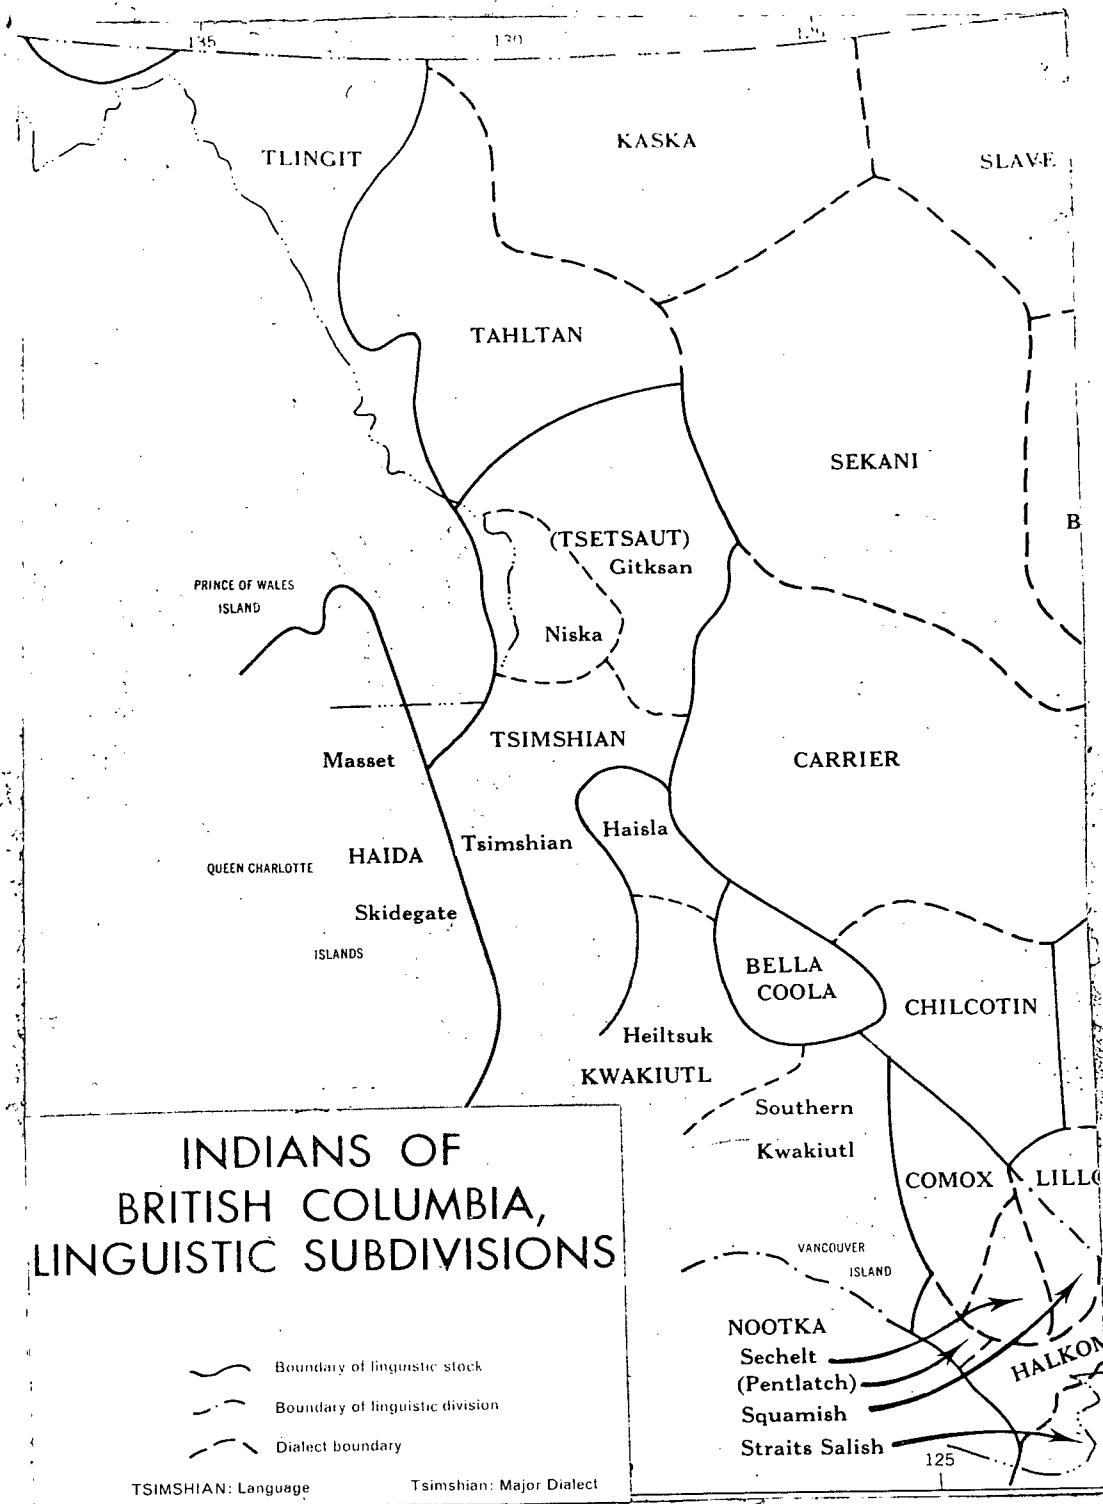 135
130
TLINGIT
KASKA
SLAVE
TAHLTAN
SEKANI
B
(TSETSAUT)
Gitksan
PRINCE OF WALES
ISLAND
Niska
TSIMSHIAN
Masset
CARRIER
Haisla
Tsimshian
HAIDA
QUEEN CHARLOTTE
Skidegate
ISLANDS
BELLA
COOLA
CHILCOTIN
Heiltsuk
KWAKIUTL
Southern
Kwakiutl
COMOX
LILLO
VANCOUVER
ISLAND
NOOTKA
Sechelt
(Pentlatch)
Squamish
Straits Salish
HALKOM
125
INDIANS OF
BRITISH COLUMBIA,
LINGUISTIC SUBDIVISIONS
Boundary of linguistic stock
Boundary of linguistic division
Dialect boundary
TSIMSHIAN: Language
Tsimshian: Major Dialect